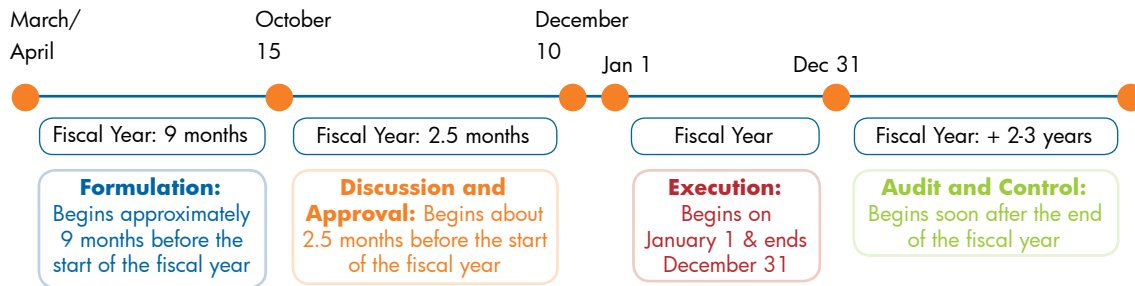 March/
April
October
15
December
10
Jan 1
Dec 31
Fiscal Year: 9 months
Fiscal Year: 2.5 months
Fiscal Year
Fiscal Year: + 2-3 years
Formulation:
Begins approximately
9 months before the
start of the fiscal year
Discussion and
Approval: Begins about
2.5 months before the start
of the fiscal year
Execution:
Begins on
January 1 & ends
December 31
Audit and Control:
Begins soon after the end
of the fiscal year